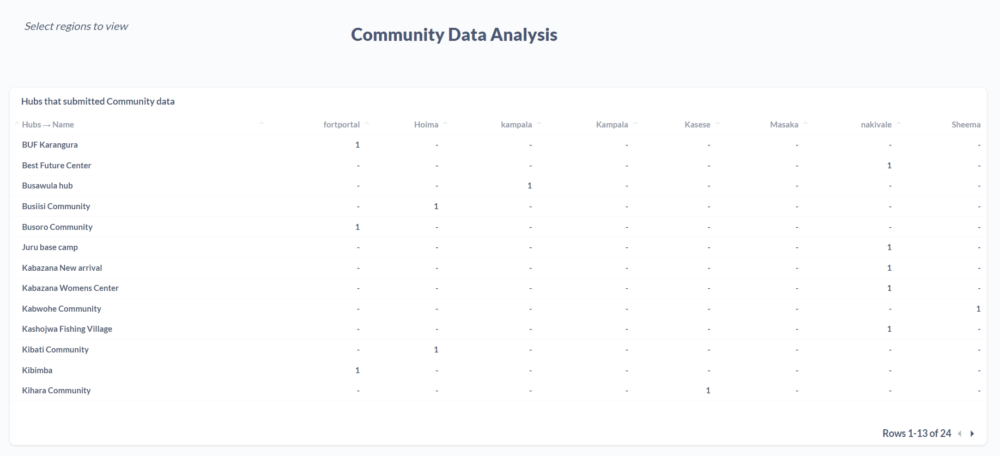 Select regions to view
Community Data Analysis
Hubs that submitted Community data
Hubs → Name fortportal Hoima kampala Kampala Kasese Masaka nakivale Sheema
BUF Karangura 1 - - - - - - -
Best Future Center - - - - - - 1 -
Busawula hub - - 1 - - - - -
Busiisi Community - 1 - - - - - -
Busoro Community 1 - - - - - - -
Juru base camp - - - - - - 1 -
Kabazana New arrival - - - - - - 1 -
Kabazana Womens Center - - - - - - 1 -
Kabwohe Community - - - - - - - 1
Kashojwa Fishing Village - - - - - - 1 -
Kibati Community - 1 - - - - - -
Kibimba 1 - - - - - - -
Kihara Community - - - - 1 - - -
Rows 1-13 of 24